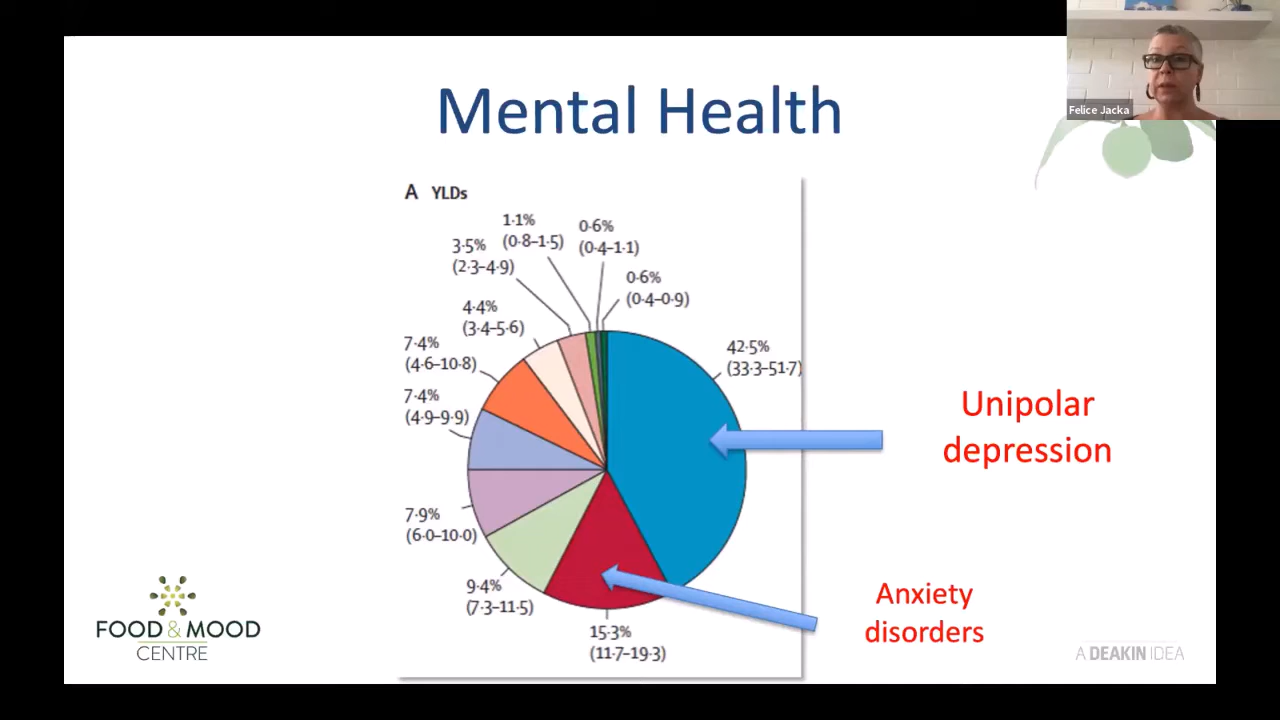 Felice Jacka
Mental Health
A YLDs
1·1%
(0·8–1·5)
0·6%
(0·4–1·1)
3·5%
(2·3–4·9)
0·6%
(0·4–0·9)
4·4%
(3·4–5·6)
7·4%
(4·6–10·8)
42·5%
(33·3–51·7)
7·4%
(4·9–9·9)
Unipolar
depression
7·9%
(6·0–10·0)
9·4%
(7·3–11·5)
Anxiety
disorders
15·3%
(11·7–19·3)
FOOD & MOOD
CENTRE
A DEAKIN IDEA